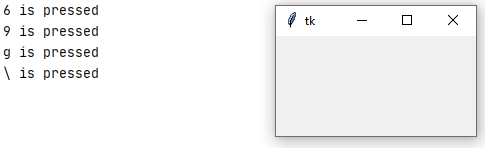 6 is pressed
9 is pressed
g is pressed
\ is pressed
tk